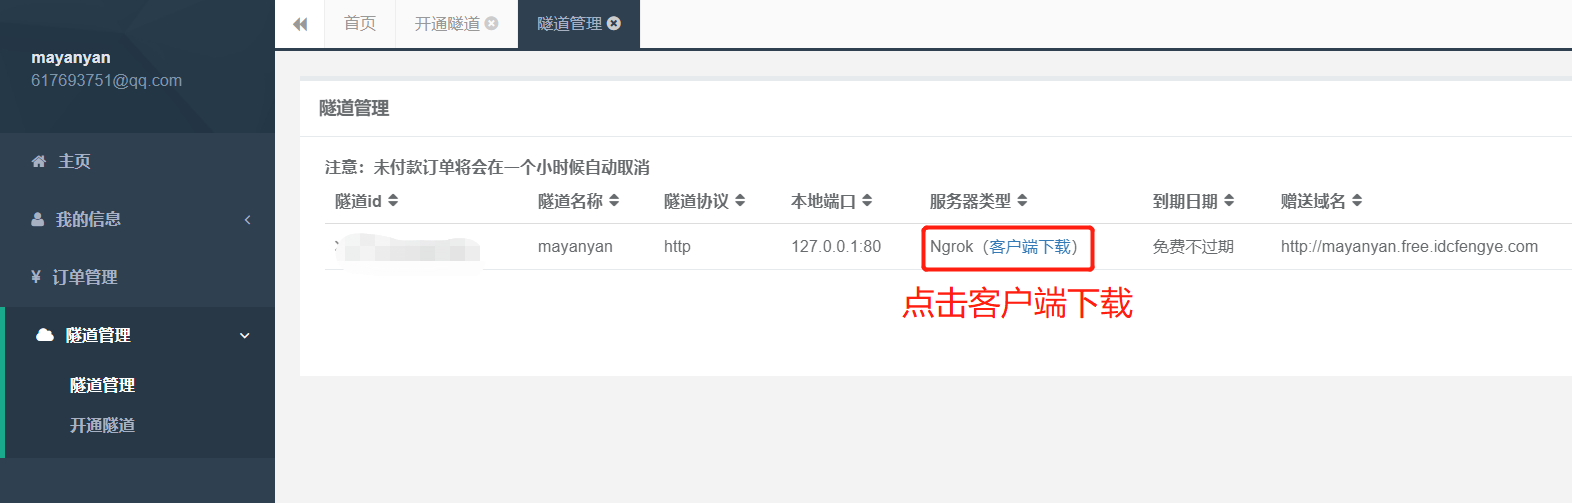 首页
开通隧道
隧道管理
mayanyan
617693751@qq.com
主页
我的信息
¥ 订单管理
隧道管理
隧道管理
开通隧道
隧道管理
注意：未付款订单将会在一个小时候自动取消
隧道id 隧道名称 隧道协议 本地端口 服务器类型 到期日期 赠送域名
mayanyan http 127.0.0.1:80 Ngrok（客户端下载） 免费不过期 http://mayanyan.free.idcfengye.com
点击客户端下载